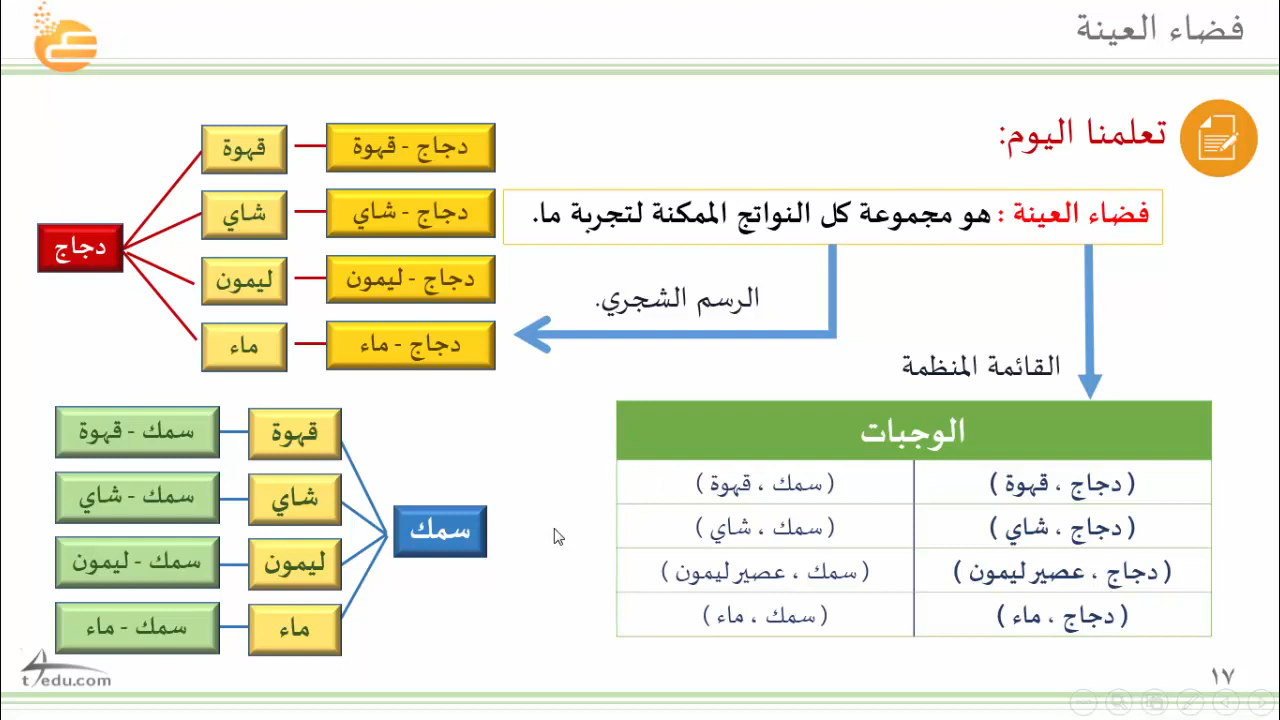 فضاء العينة
تعلمنا اليوم:
فضاء العينة : هو مجموعة كل النواتج الممكنة لتجربة ما.
الرسم الشجري.
القائمة المنظمة
الوجبات
( دجاج ، قهوة ) ( سمك ، قهوة )
( دجاج ، شاي ) ( سمك ، شاي )
( دجاج ، عصير ليمون ) ( سمك ، عصير ليمون )
( دجاج ، ماء ) ( سمك ، ماء )
دجاج
قهوة دجاج - قهوة
شاي دجاج - شاي
ليمون دجاج - ليمون
ماء دجاج - ماء
سمك
قهوة سمك - قهوة
شاي سمك - شاي
ليمون سمك - ليمون
ماء سمك - ماء
t4edu.com
١٧